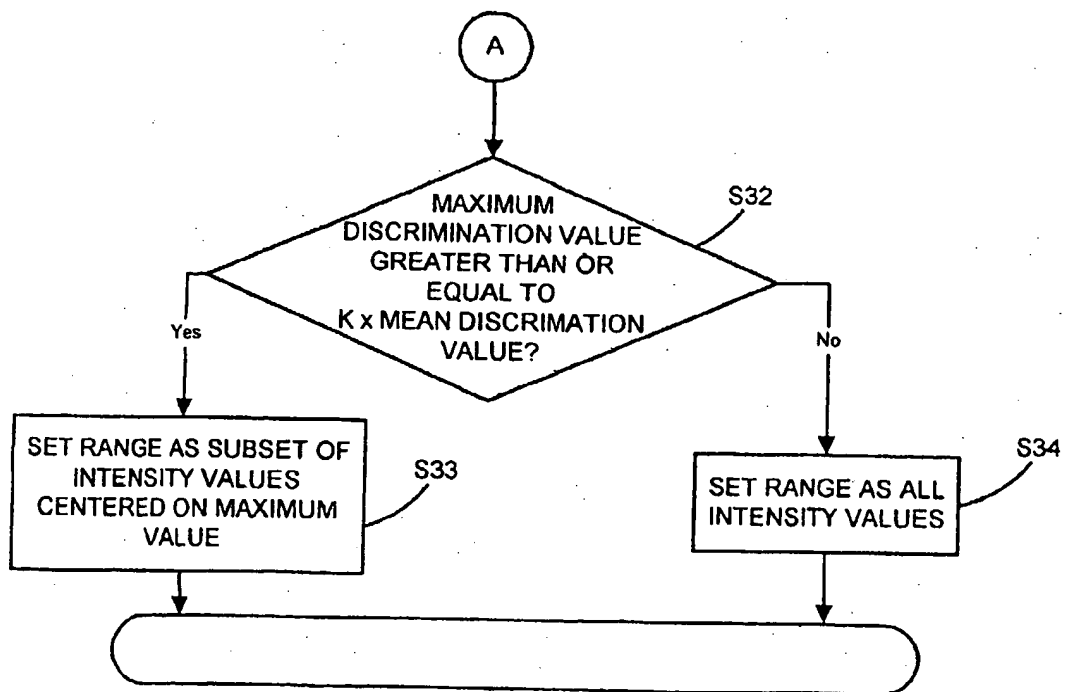 A
MAXIMUM
DISCRIMINATION VALUE
GREATER THAN OR
EQUAL TO
K x MEAN DISCRIMATION
VALUE?
S32
Yes
No
SET RANGE AS SUBSET OF
INTENSITY VALUES
CENTERED ON MAXIMUM
VALUE
S33
SET RANGE AS ALL
INTENSITY VALUES
S34